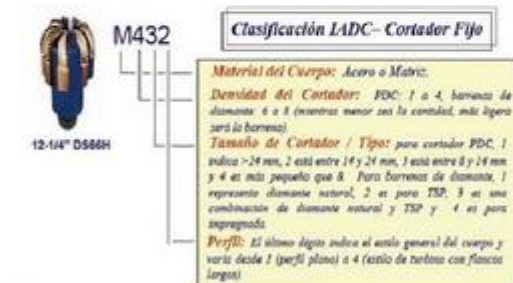 Clasificación IADC– Cortador Fijo
M432
12-1/4" DS66H
Material del Cuerpo: Acero o Matriz.
Densidad del Cortador: PDC: 1 a 4, barrenas de
diamante: 6 a 8 (mientras menor sea la cantidad, más ligera
será la barrena).
Tamaño de Cortador / Tipo: para cortador PDC, 1
indica >24 mm, 2 está entre 14 y 24 mm, 3 está entre 8 y 14 mm
y 4 es más pequeño que 8. Para barrenas de diamante, 1
representa diamante natural, 2 es para TSP, 3 es una
combinación de diamante natural y TSP y 4 es para
impregnada.
Perfil: El último dígito indica el estilo general del cuerpo y
varía desde 1 (perfil plano) a 4 (estilo de turbina con flancos
largos)